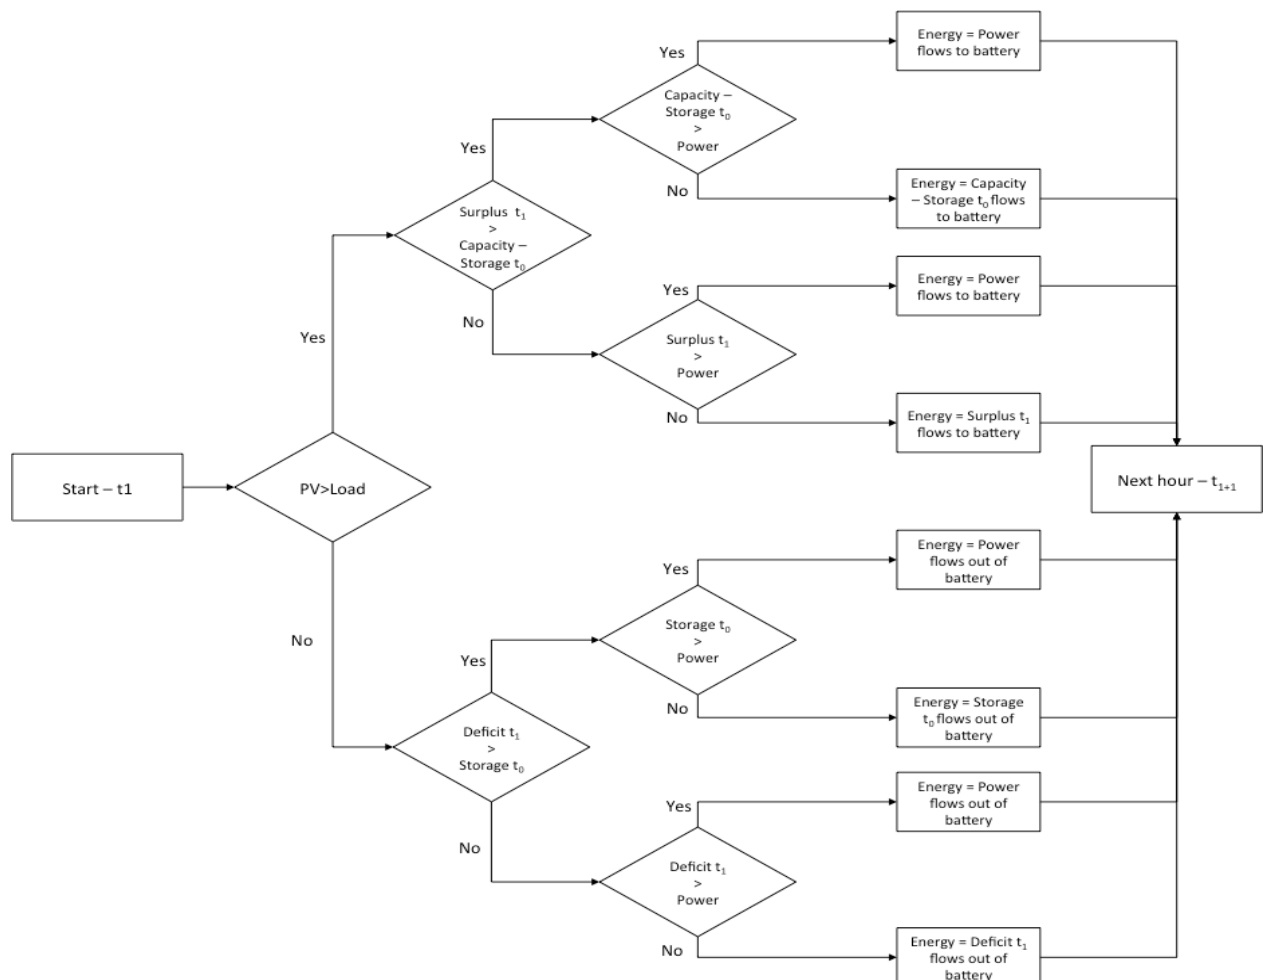 Energy = Power
flows to battery
Yes
Capacity –
Storage t₀
>
Power
Yes
No
Energy = Capacity
– Storage t₀ flows
to battery
Surplus t₁
>
Capacity –
Storage t₀
Energy = Power
flows to battery
Yes
No
Yes
Surplus t₁
>
Power
No
Energy = Surplus t₁
flows to battery
Start – t1
PV>Load
Next hour – t₁₊₁
Energy = Power
flows out of
battery
Yes
No
Storage t₀
>
Power
Yes
No
Energy = Storage
t₀ flows out of
battery
Deficit t₁
>
Storage t₀
Energy = Power
flows out of
battery
Yes
No
Deficit t₁
>
Power
No
Energy = Deficit t₁
flows out of
battery